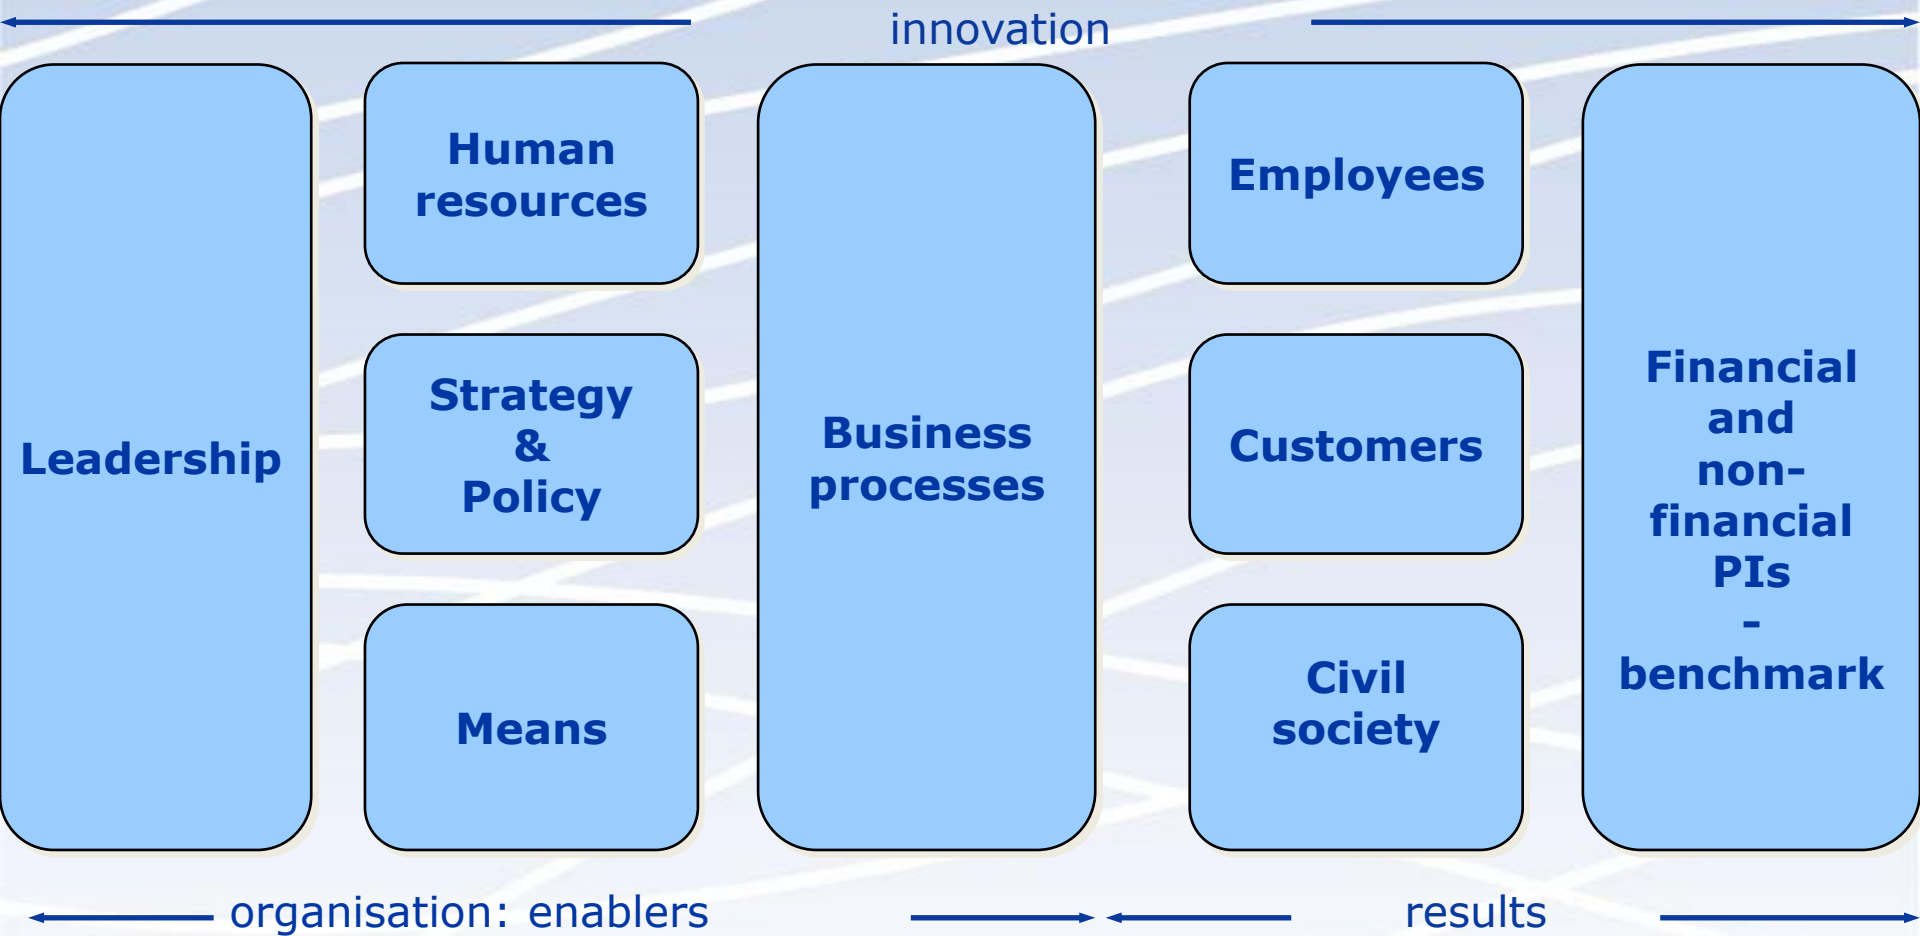 innovation
Leadership
Human
resources
Strategy
&
Policy
Means
Business
processes
Employees
Customers
Civil
society
Financial
and
non-
financial
PIs
-
benchmark
organisation: enablers
results